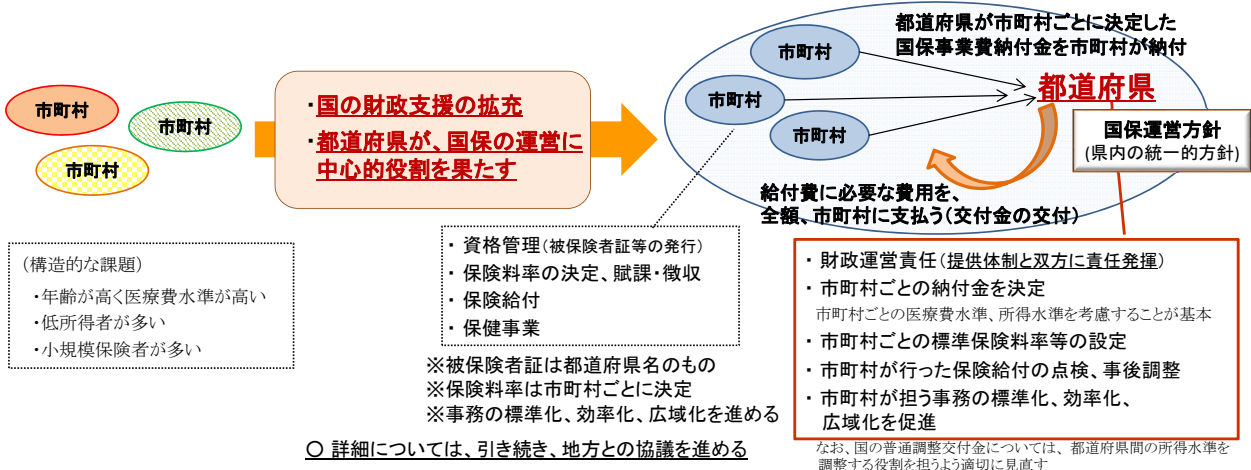 市町村
市町村
市町村
・国の財政支援の拡充
・都道府県が、国保の運営に
中心的役割を果たす
都道府県が市町村ごとに決定した
国保事業費納付金を市町村が納付
市町村
市町村
市町村
都道府県
国保運営方針
(県内の統一的方針)
給付費に必要な費用を、
全額、市町村に支払う(交付金の交付)
(構造的な課題)
・年齢が高く医療費水準が高い
・低所得者が多い
・小規模保険者が多い
・ 資格管理(被保険者証等の発行)
・ 保険料率の決定、賦課・徴収
・ 保険給付
・ 保健事業
※被保険者証は都道府県名のもの
※保険料率は市町村ごとに決定
※事務の標準化、効率化、広域化を進める
・ 財政運営責任(提供体制と双方に責任発揮)
・ 市町村ごとの納付金を決定
市町村ごとの医療費水準、所得水準を考慮することが基本
・ 市町村ごとの標準保険料率等の設定
・ 市町村が行った保険給付の点検、事後調整
・ 市町村が担う事務の標準化、効率化、
広域化を促進
なお、国の普通調整交付金については、都道府県間の所得水準を
調整する役割を担うよう適切に見直す
○ 詳細については、引き続き、地方との協議を進める